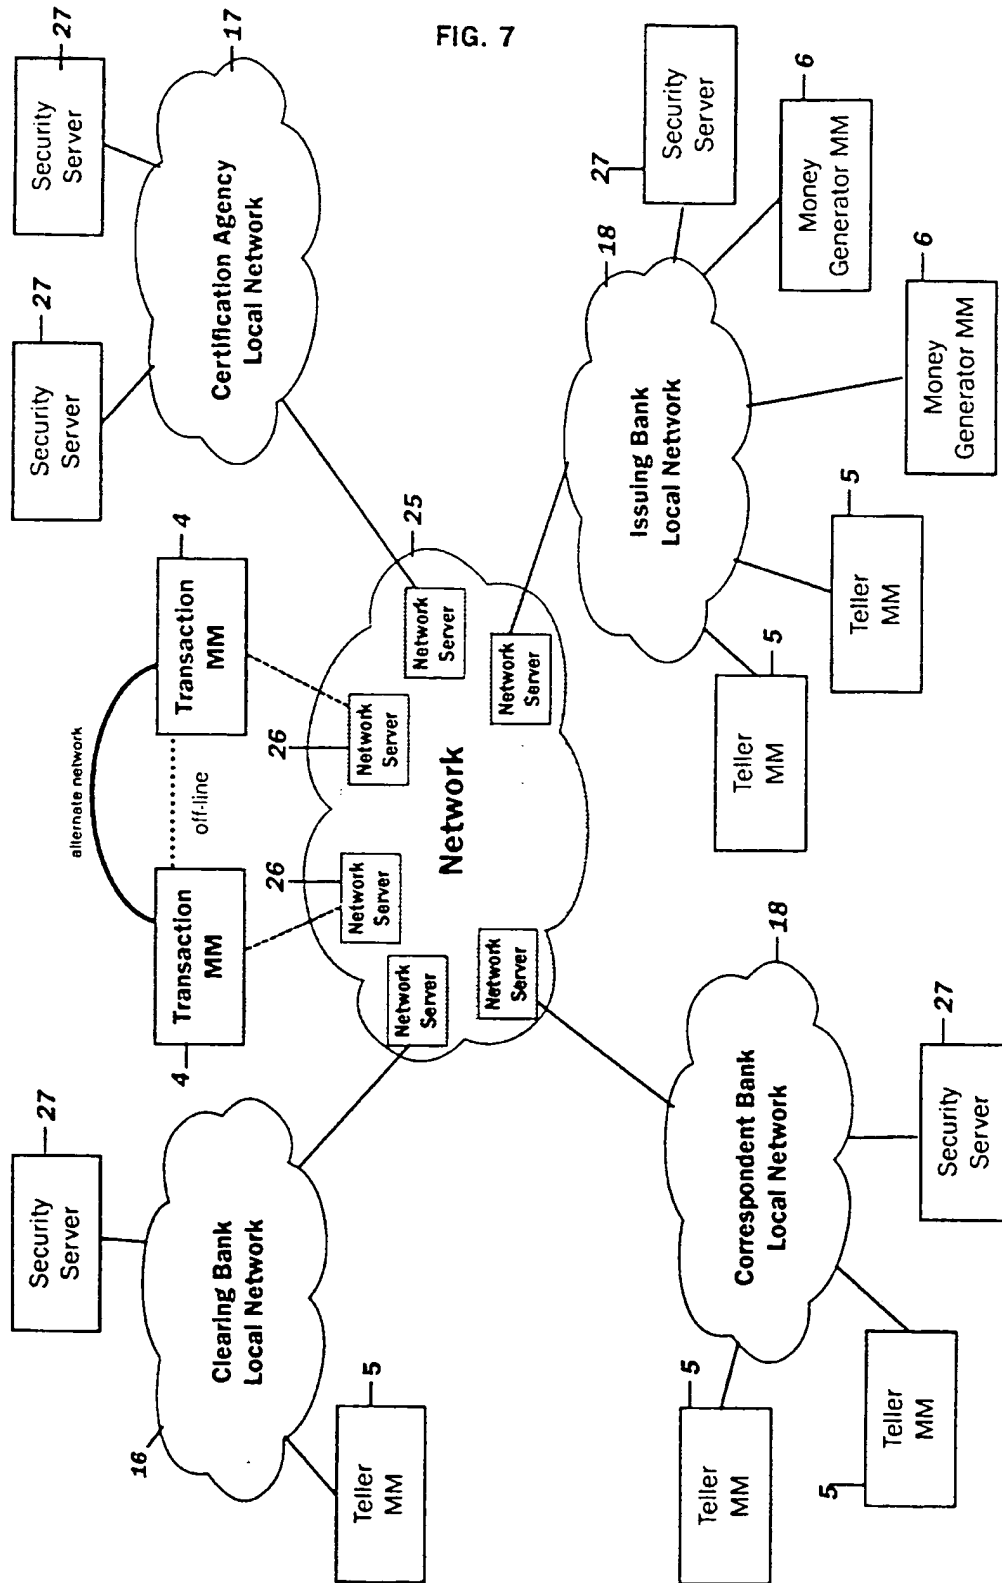 FIG. 7
Security
Server
27
Clearing Bank
Local Network
16
Teller
MM
5
alternate network
Transaction
MM
4
off-line
Transaction
MM
4
Security
Server
27
Security
Server
27
Certification Agency
Local Network
17
Network
25
Network
Server
Network
Server
26
Network
Server
26
Network
Server
Network
Server
Network
Server
Correspondent Bank
Local Network
18
Teller
MM
5
Teller
MM
5
Security
Server
27
Issuing Bank
Local Network
18
Teller
MM
5
Teller
MM
5
Money
Generator MM
6
Money
Generator MM
6
Security
Server
27